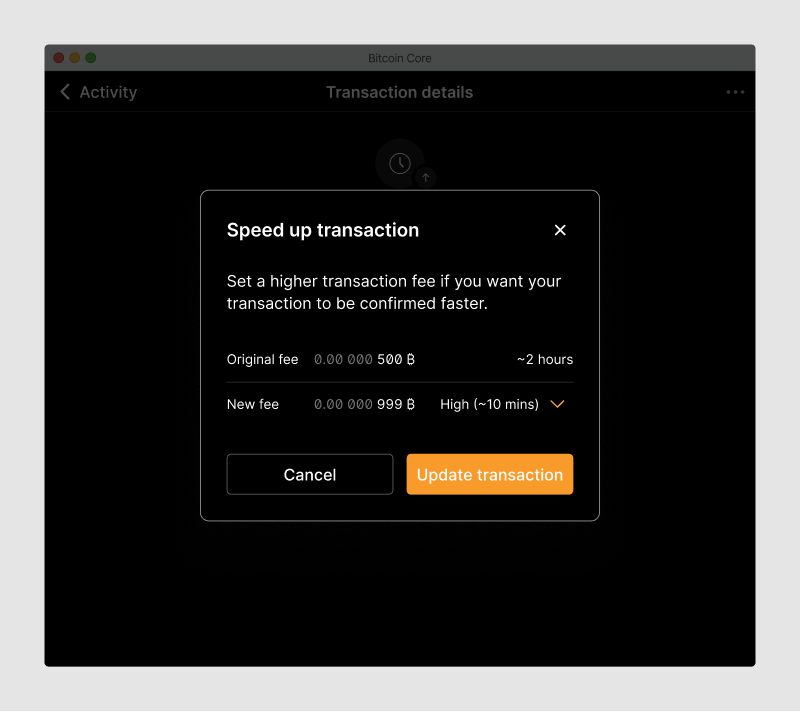 Bitcoin Core
Activity
Transaction details
Speed up transaction
Set a higher transaction fee if you want your
transaction to be confirmed faster.
Original fee 0.00 000 500 ₿ ~2 hours
New fee 0.00 000 999 ₿ High (~10 mins)
Cancel Update transaction